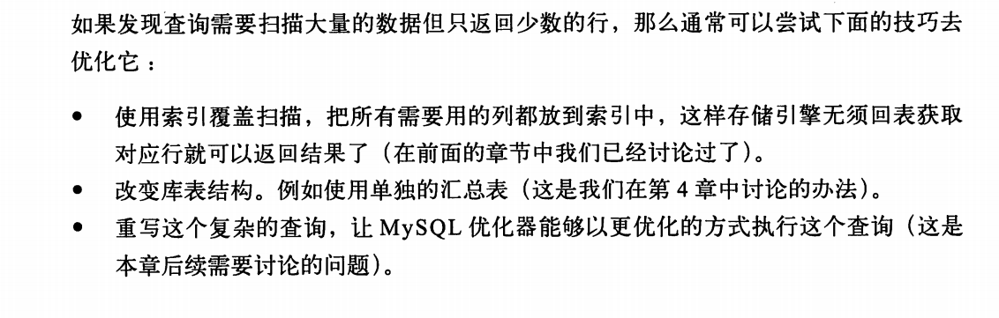 如果发现查询需要扫描大量的数据但只返回少数的行，那么通常可以尝试下面的技巧去
优化它：
● 使用索引覆盖扫描，把所有需要用的列都放到索引中，这样存储引擎无须回表获取
对应行就可以返回结果了（在前面的章节中我们已经讨论过了）。
● 改变库表结构。例如使用单独的汇总表（这是我们在第 4 章中讨论的办法）。
● 重写这个复杂的查询，让 MySQL 优化器能够以更优化的方式执行这个查询（这是
本章后续需要讨论的问题）。